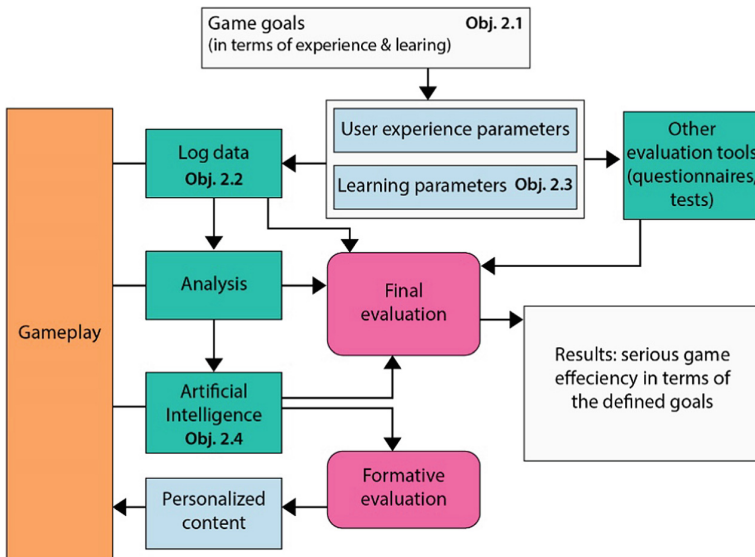 Game goals Obj. 2.1
(in terms of experience & learing)
User experience parameters
Learning parameters Obj. 2.3
Other
evaluation tools
(questionnaires,
tests)
Log data
Obj. 2.2
Analysis
Final
evaluation
Gameplay
Results: serious game
effeciency in terms of
the defined goals
Artificial
Intelligence
Obj. 2.4
Formative
evaluation
Personalized
content